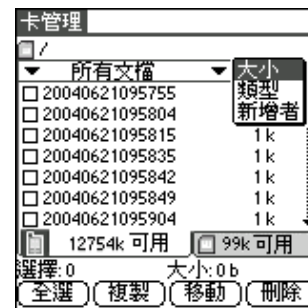 卡管理
/
所有文檔 大小
類型
新增者
20040621095755
20040621095804
20040621095815 1k
20040621095835 1k
20040621095842 1k
20040621095849 1k
20040621095904 1k
12754k 可用 99k 可用
選擇: 0 大小: 0 b
全選 複製 移動 刪除